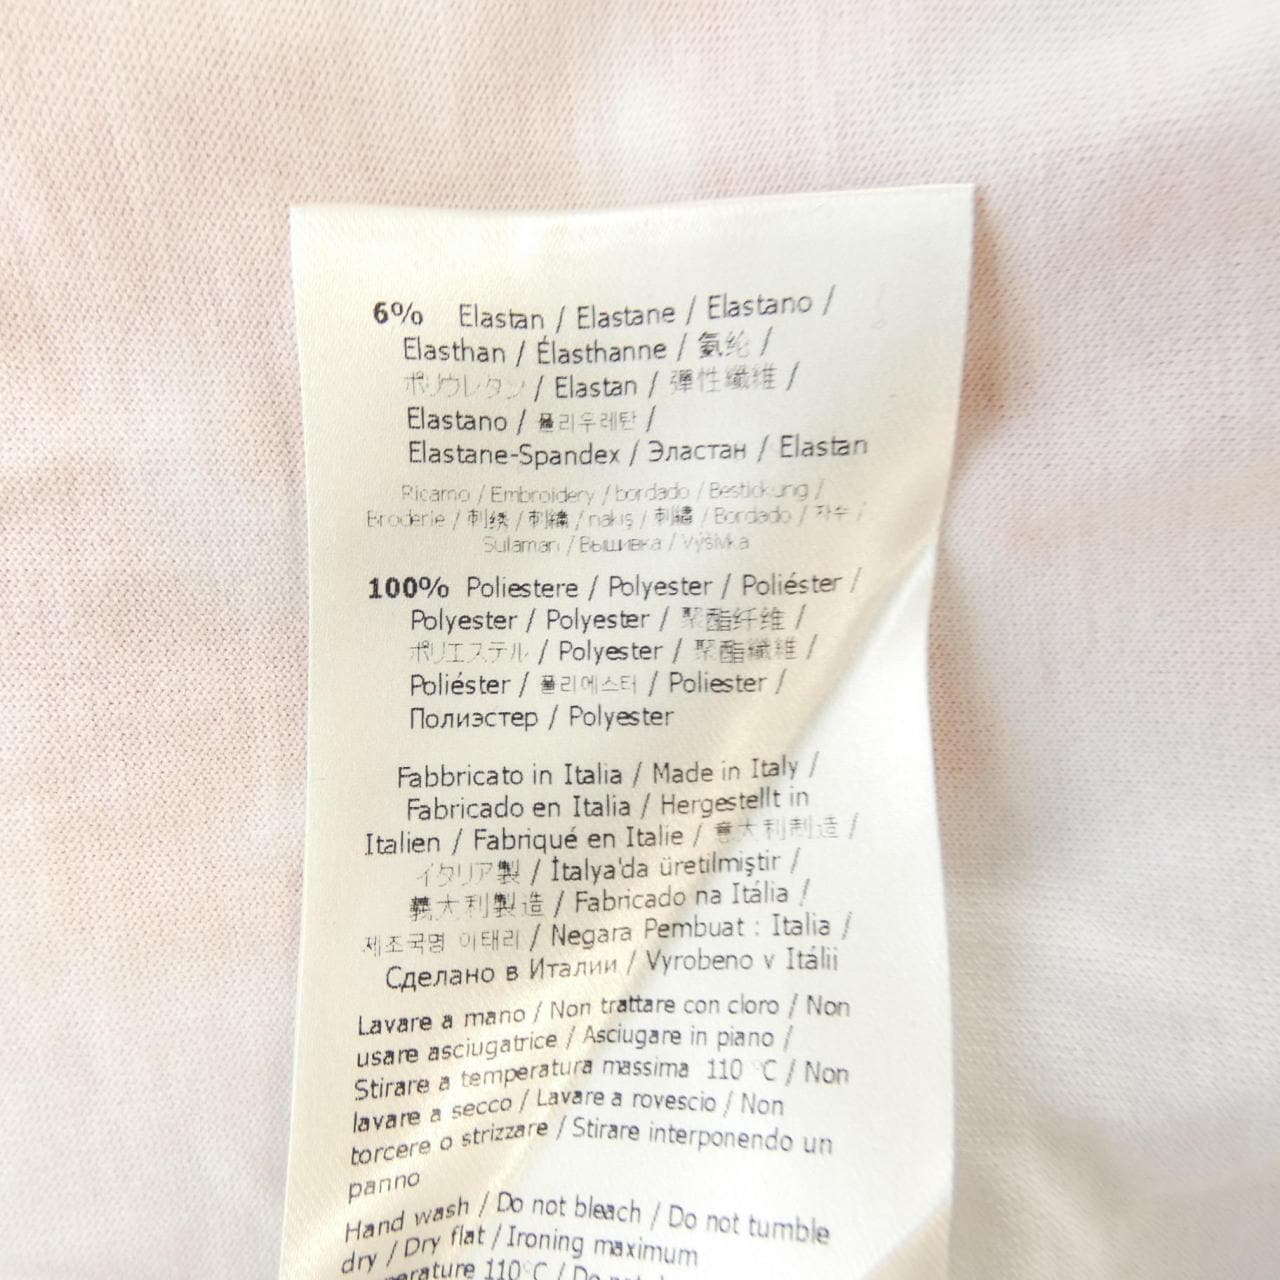 6% Elastan / Elastane / Elastano /
Elasthan / Élasthanne / 氨纶 /
ポリウレタン / Elastan / 彈性纖維 /
Elastano / 폴리우레탄 /
Elastane-Spandex / Эластан / Elastan
Ricamo / Embroidery / bordado / Bestickung /
Broderie / 刺绣 / 刺繍 / nakış / 刺繡 / Bordado / 자수 /
Sulaman / Вышивка / Výšivka
100% Poliestere / Polyester / Poliéster /
Polyester / Polyester / 聚酯纤维 /
ポリエステル / Polyester / 聚酯纖維 /
Poliéster / 폴리에스터 / Poliester /
Полиэстер / Polyester
Fabbricato in Italia / Made in Italy /
Fabricado en Italia / Hergestellt in
Italien / Fabriqué en Italie / 意大利制造 /
イタリア製 / İtalya'da üretilmiştir /
義大利製造 / Fabricado na Itália /
제조국명 이태리 / Negara Pembuat : Italia /
Сделано в Италии / Vyrobeno v Itálii
Lavare a mano / Non trattare con cloro / Non
usare asciugatrice / Asciugare in piano /
Stirare a temperatura massima 110 °C / Non
lavare a secco / Lavare a rovescio / Non
torcere o strizzare / Stirare interponendo un
panno
Hand wash / Do not bleach / Do not tumble
dry / Dry flat / Ironing maximum
110°C / Do not